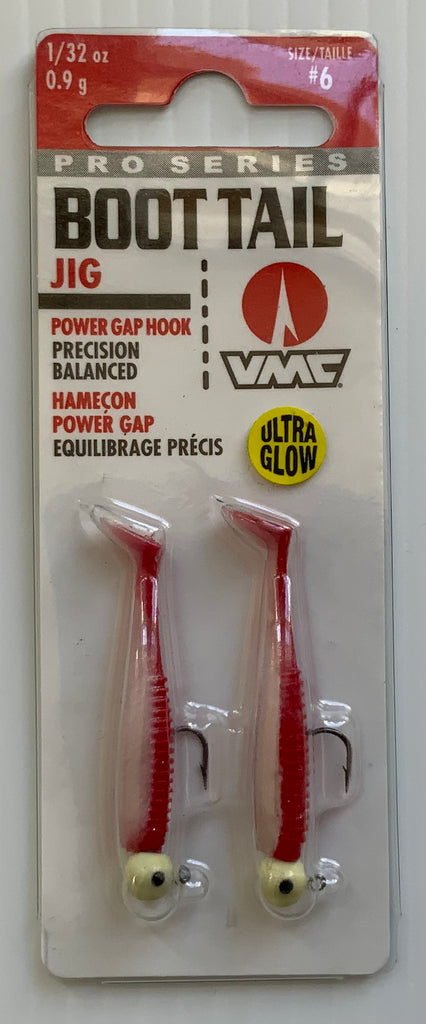 1/32 oz
0.9 g
SIZE/TAILLE
#6
PRO SERIES
BOOT TAIL
JIG
POWER GAP HOOK
PRECISION
BALANCED
HAMEÇON
POWER GAP
EQUILIBRAGE PRÉCIS
VMC®
ULTRA
GLOW